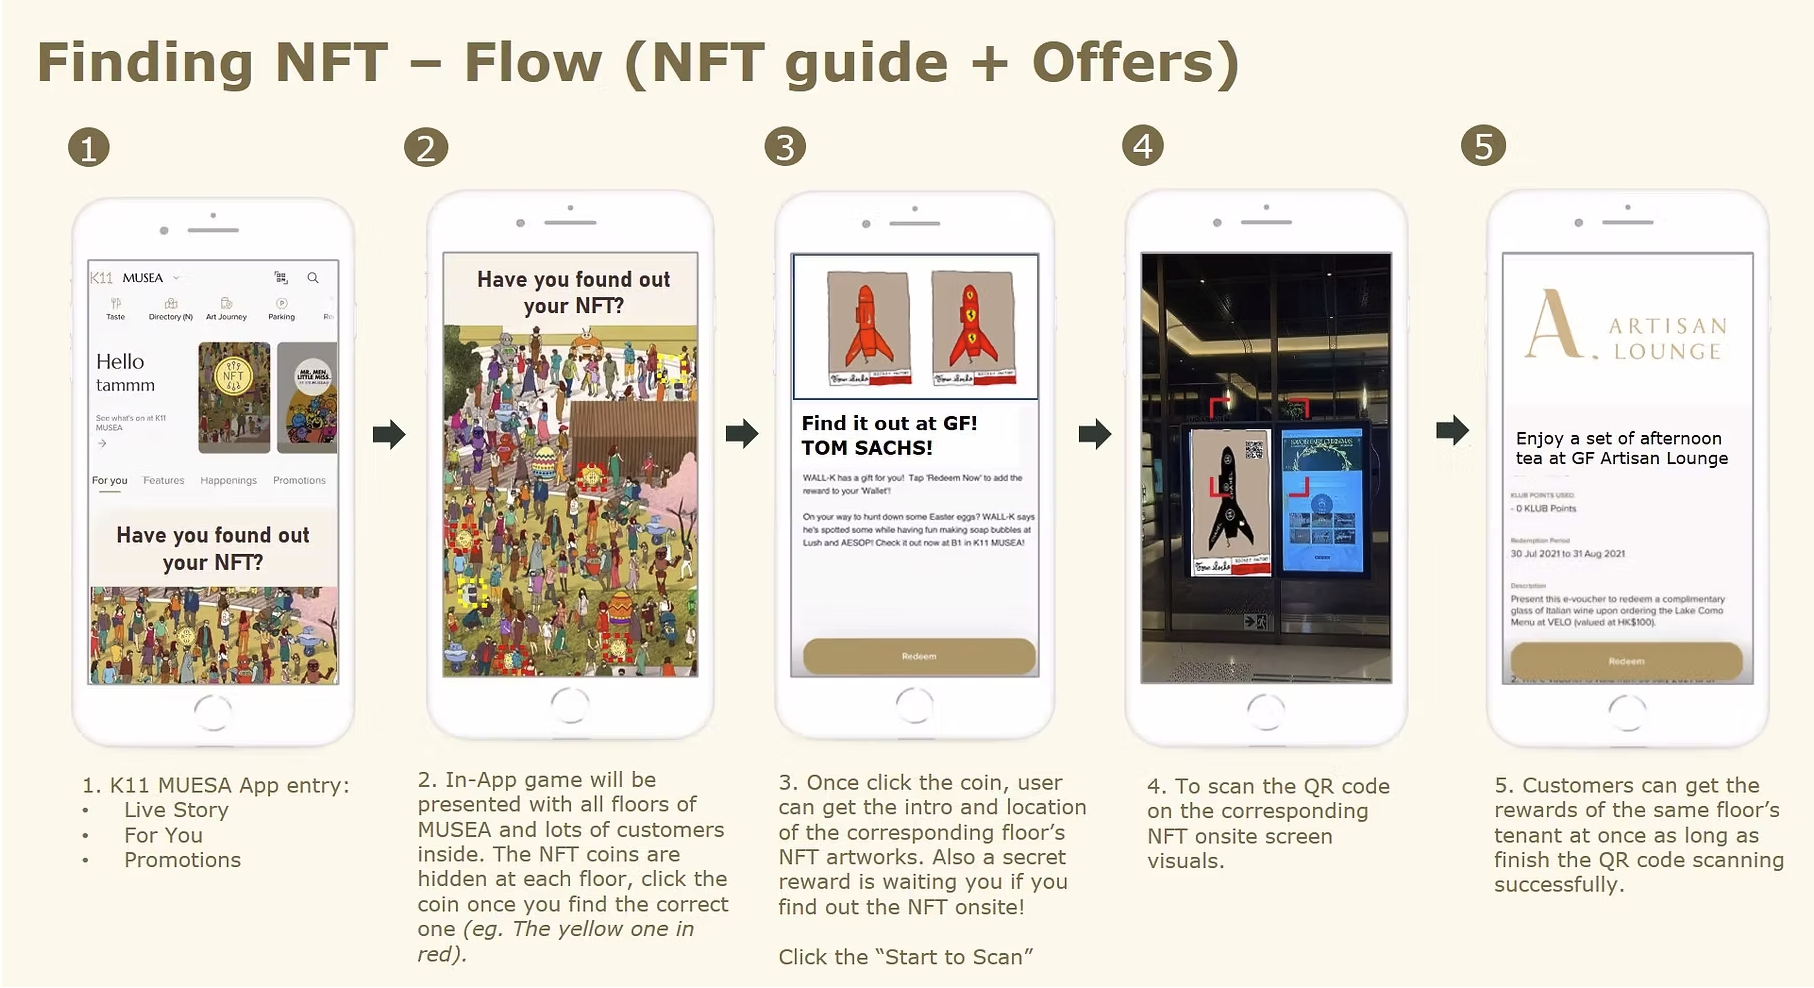 Finding NFT – Flow (NFT guide + Offers)
1
2
3
4
5
K11 MUSEA
Taste
Directory (N)
Art Journey
Parking
Hello
tammm
See what's on at K11
MUSEA
NFT
MR. MEN
LITTLE MISS
For you
Features
Happenings
Promotions
Have you found out
your NFT?
Have you found out
your NFT?
Tom Sachs
ROCKET FACTORY
Tom Sachs
ROCKET FACTORY
Find it out at GF!
TOM SACHS!
WALL-K has a gift for you! Tap 'Redeem Now' to add the
reward to your 'Wallet'!
On your way to hunt down some Easter eggs? WALL-K says
he's spotted some while having fun making soap bubbles at
Lush and AESOP! Check it out now at B1 in K11 MUSEA!
Redeem
CHANEL
Tom Sachs
ROCKET FACTORY
A.
ARTISAN
LOUNGE
Enjoy a set of afternoon
tea at GF Artisan Lounge
KLUB POINTS USED
- 0 KLUB Points
Redemption Period
30 Jul 2021 to 31 Aug 2021
Description
Present this e-voucher to redeem a complimentary
glass of Italian wine upon ordering the Lake Como
Menu at VELO (valued at HK$100).
Redeem
1. K11 MUESA App entry:
• Live Story
• For You
• Promotions
2. In-App game will be
presented with all floors of
MUSEA and lots of customers
inside. The NFT coins are
hidden at each floor, click the
coin once you find the correct
one (eg. The yellow one in
red).
3. Once click the coin, user
can get the intro and location
of the corresponding floor's
NFT artworks. Also a secret
reward is waiting you if you
find out the NFT onsite!
Click the “Start to Scan”
4. To scan the QR code
on the corresponding
NFT onsite screen
visuals.
5. Customers can get the
rewards of the same floor's
tenant at once as long as
finish the QR code scanning
successfully.